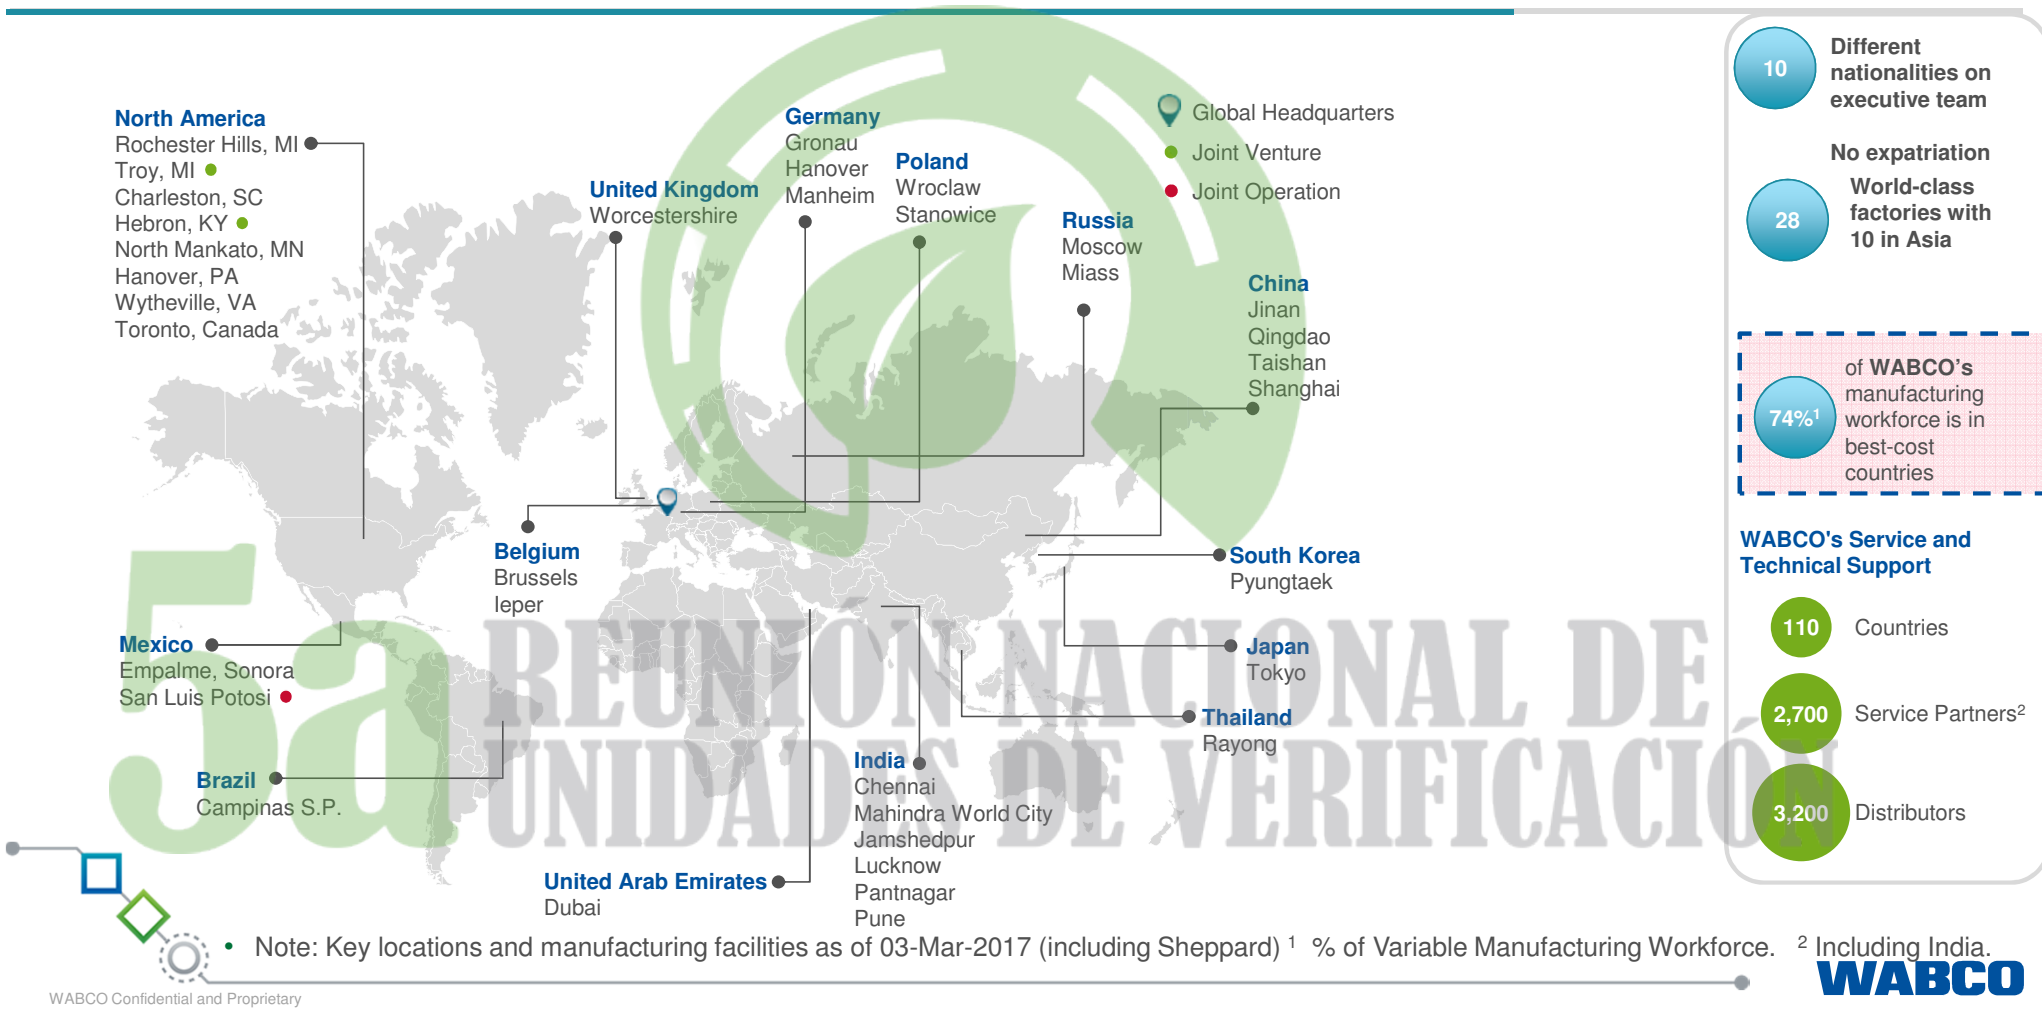 North America
Rochester Hills, MI
Troy, MI
Charleston, SC
Hebron, KY
North Mankato, MN
Hanover, PA
Wytheville, VA
Toronto, Canada
United Kingdom
Worcestershire
Germany
Gronau
Hanover
Manheim
Poland
Wroclaw
Stanowice
Global Headquarters
Joint Venture
Joint Operation
Russia
Moscow
Miass
China
Jinan
Qingdao
Taishan
Shanghai
Belgium
Brussels
Ieper
South Korea
Pyungtaek
Japan
Tokyo
Thailand
Rayong
Mexico
Empalme, Sonora
San Luis Potosi
Brazil
Campinas S.P.
United Arab Emirates
Dubai
India
Chennai
Mahindra World City
Jamshedpur
Lucknow
Pantnagar
Pune
5a REUNIÓN NACIONAL DE
UNIDADES DE VERIFICACIÓN
10
Different
nationalities on
executive team
No expatriation
28
World-class
factories with
10 in Asia
74%¹
of WABCO’s
manufacturing
workforce is in
best-cost
countries
WABCO's Service and
Technical Support
110 Countries
2,700 Service Partners²
3,200 Distributors
• Note: Key locations and manufacturing facilities as of 03-Mar-2017 (including Sheppard) ¹ % of Variable Manufacturing Workforce. ² Including India.
WABCO
WABCO Confidential and Proprietary